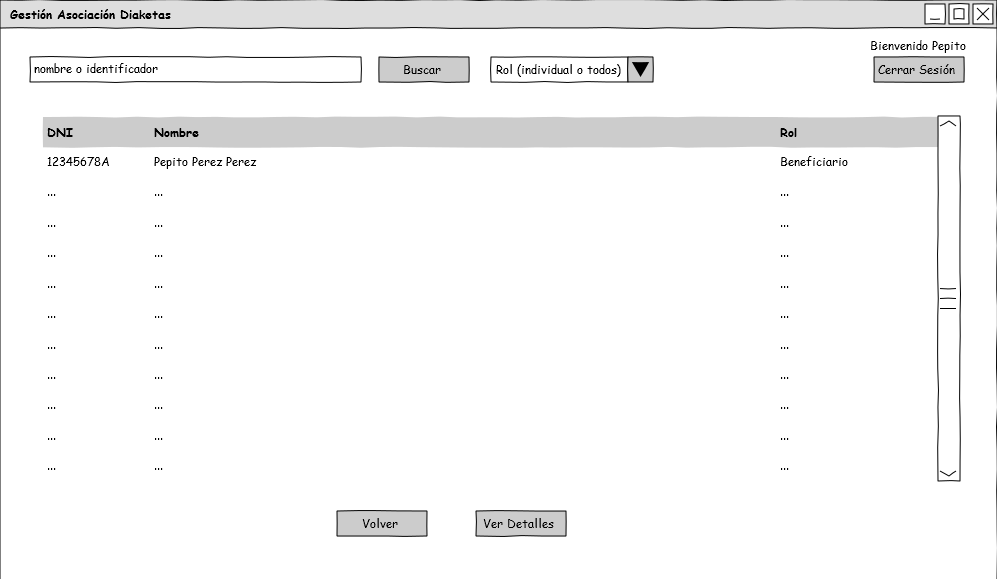 Gestión Asociación Diaketas
Bienvenido Pepito
nombre o identificador Buscar Rol (individual o todos) Cerrar Sesión
DNI Nombre Rol
12345678A Pepito Perez Perez Beneficiario
... ... ...
... ... ...
... ... ...
... ... ...
... ... ...
... ... ...
... ... ...
... ... ...
... ... ...
... ... ...
Volver Ver Detalles